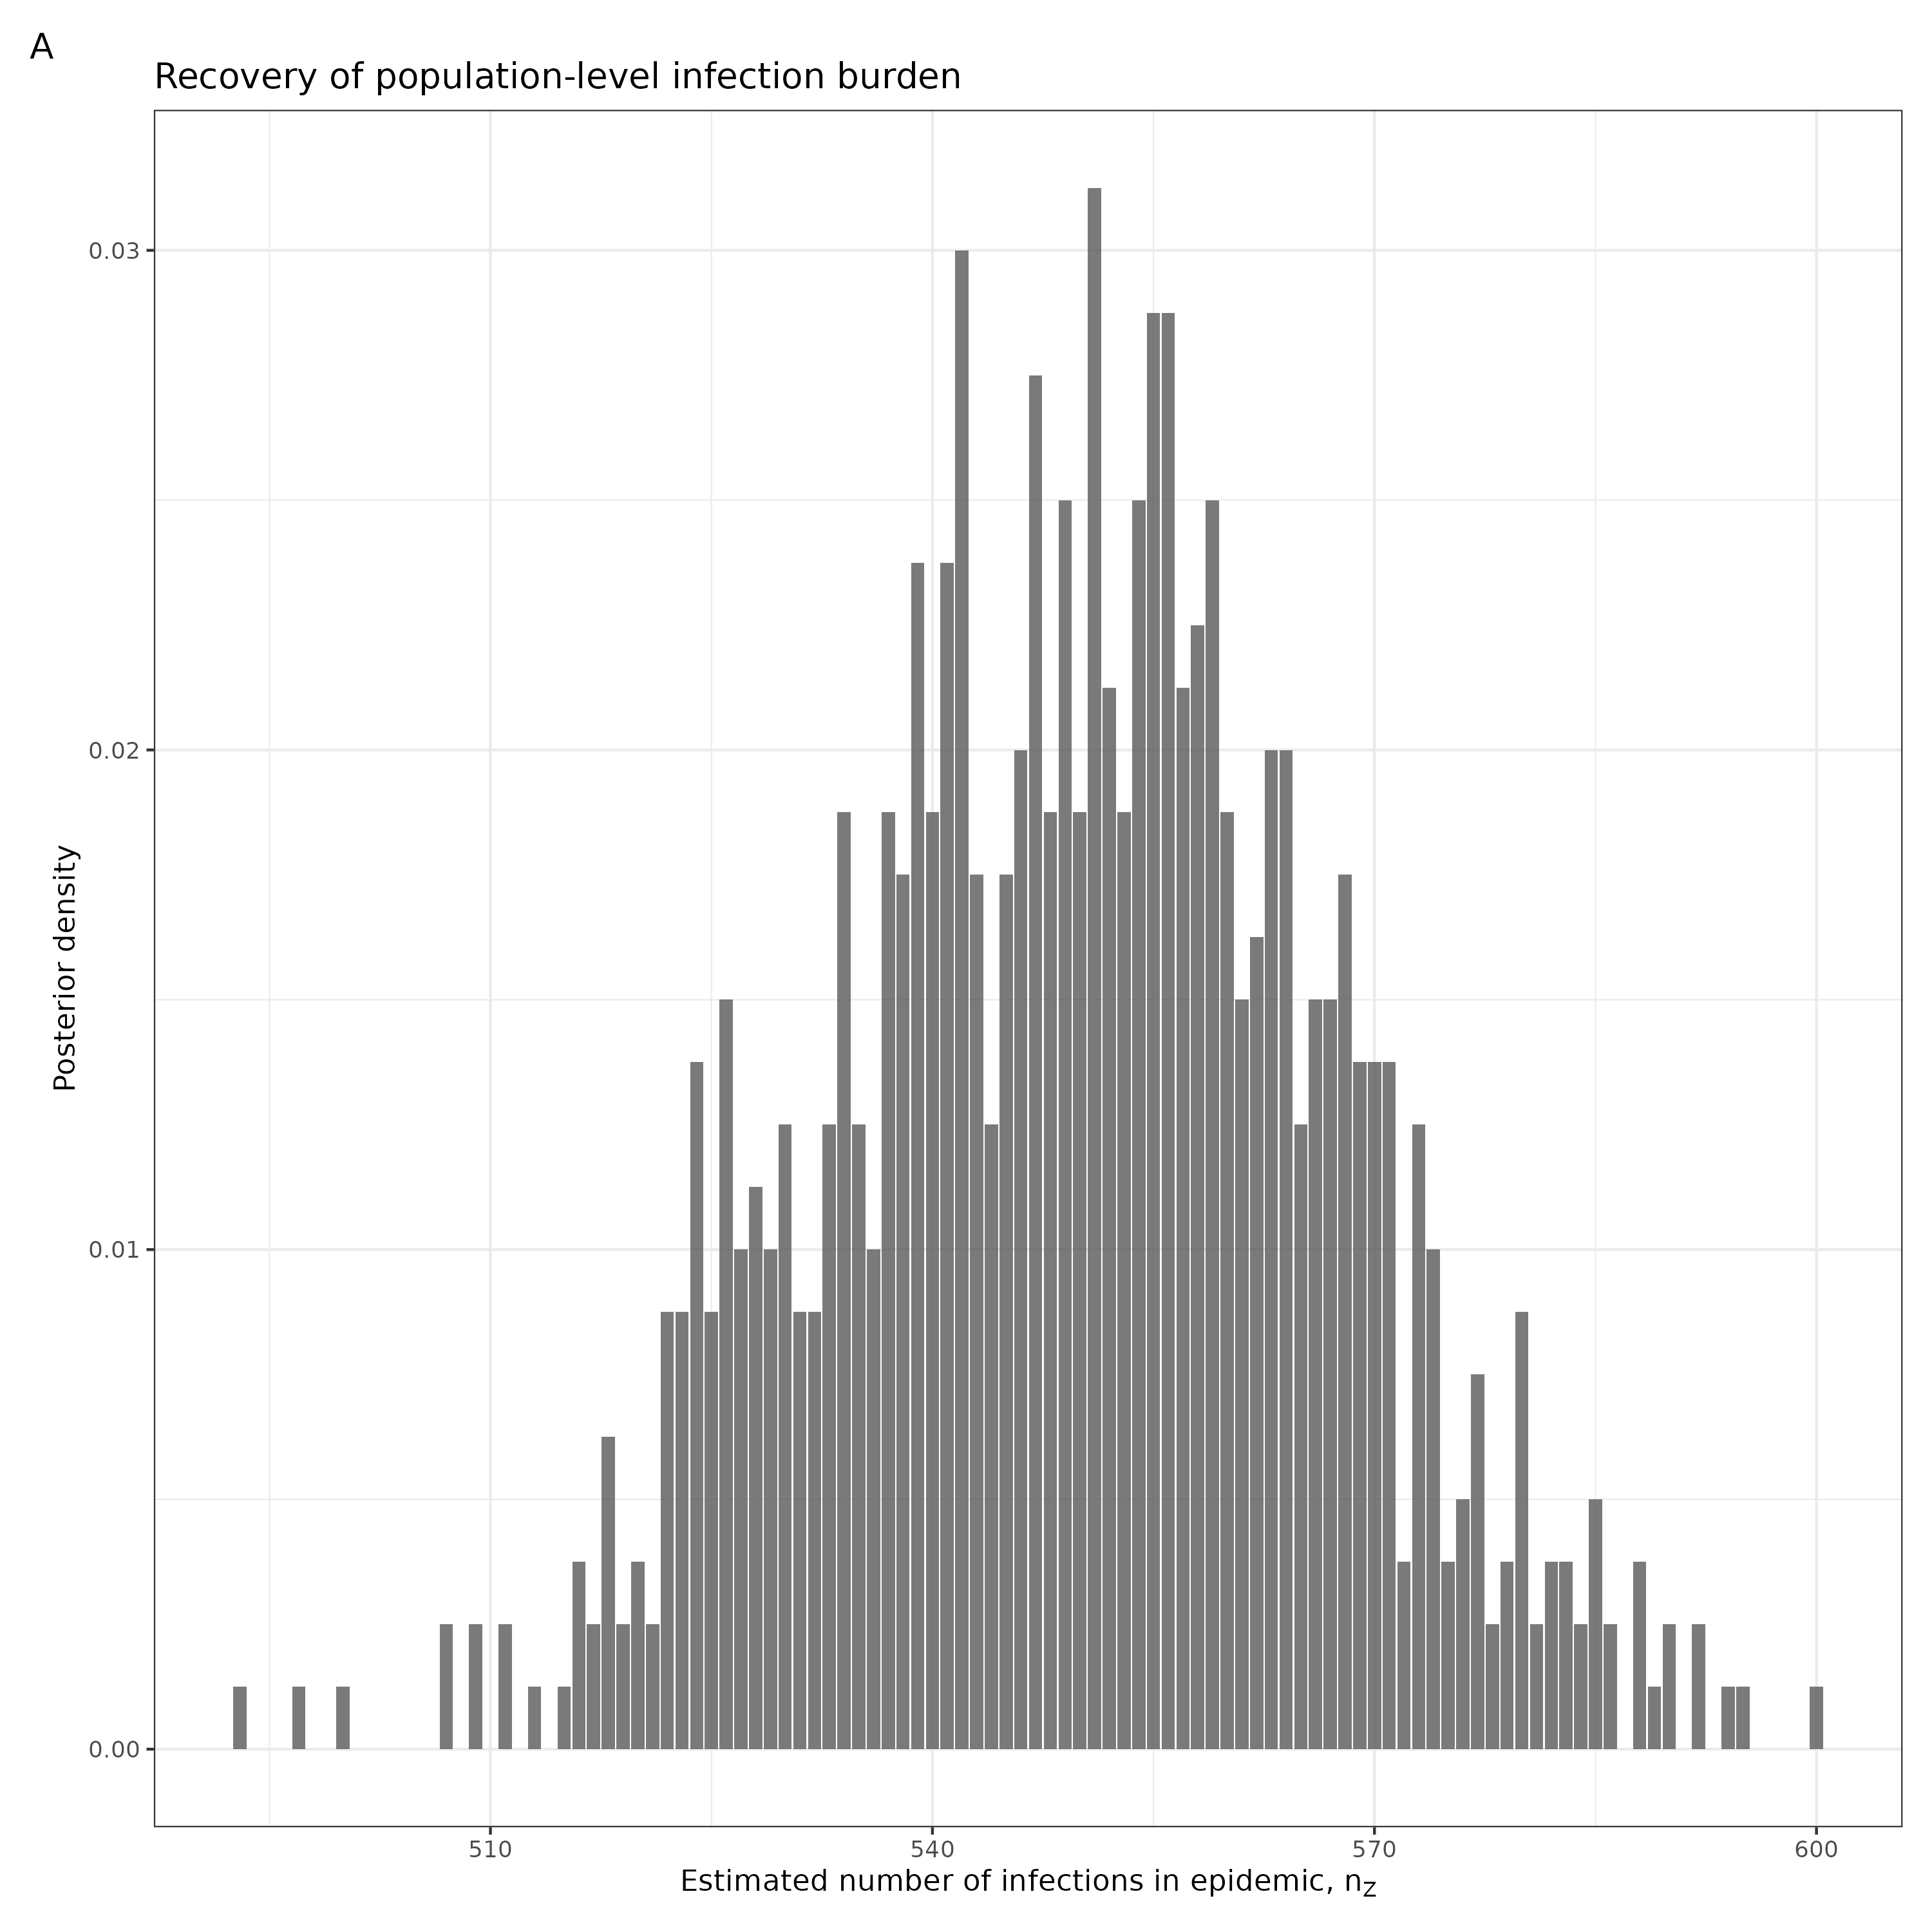 A
Recovery of population-level infection burden
0.03
0.02
0.01
0.00
Posterior density
510 540 570 600
Estimated number of infections in epidemic, nZ